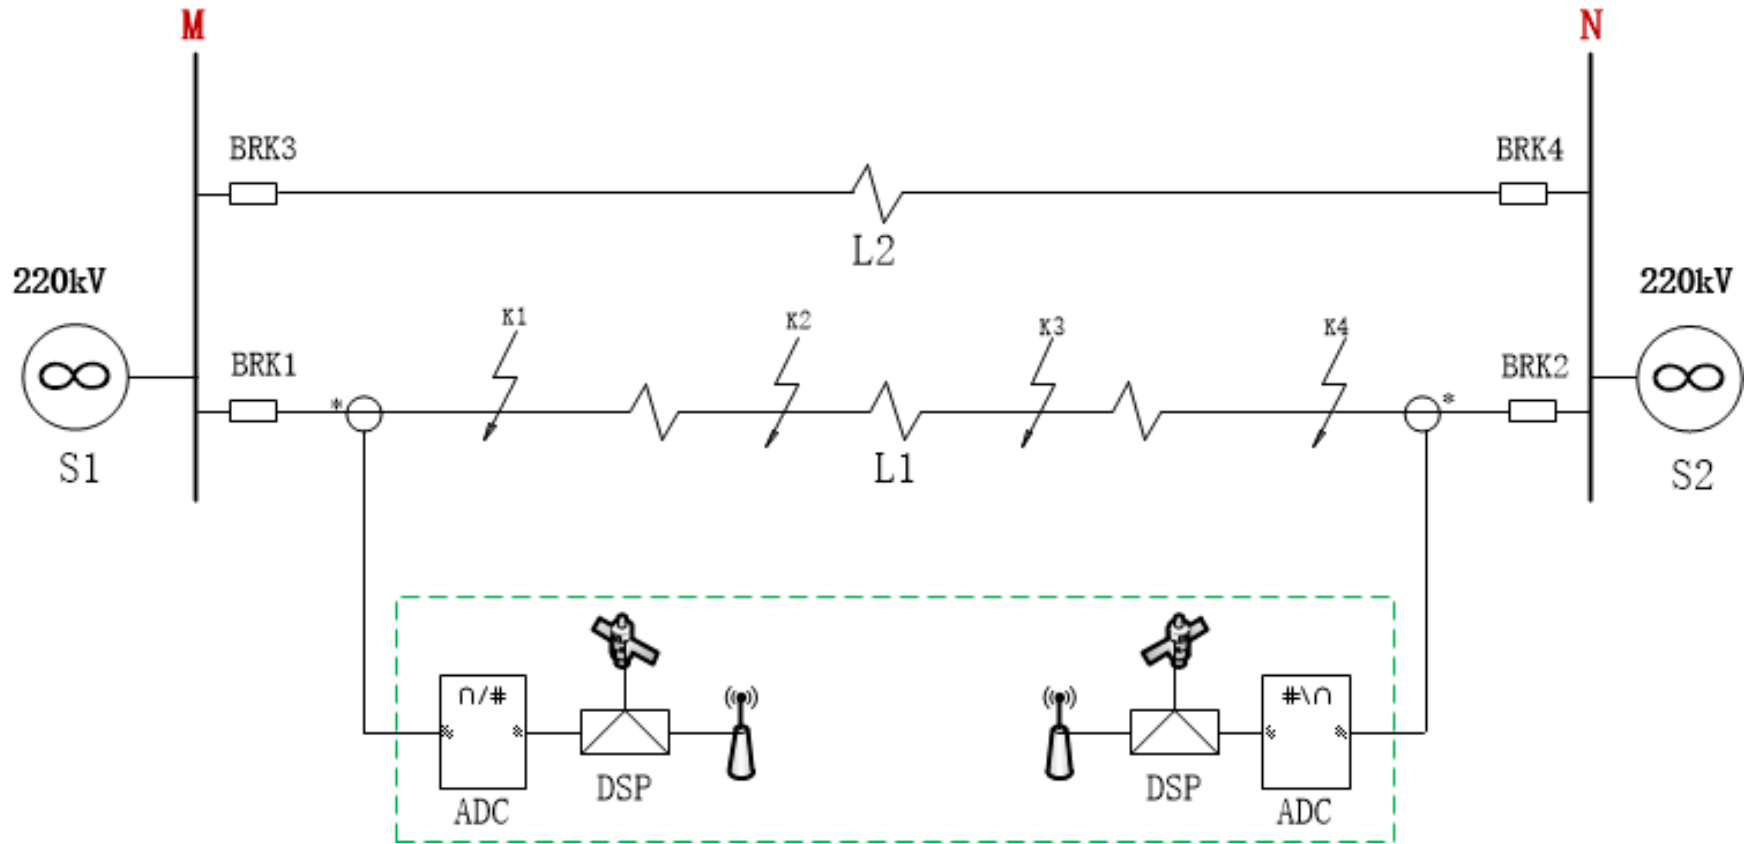 M
N
BRK3
BRK4
L2
220kV
220kV
K1
K2
K3
K4
BRK1
BRK2
*
*
S1
L1
S2
∩/#
#\∩
DSP
DSP
ADC
ADC